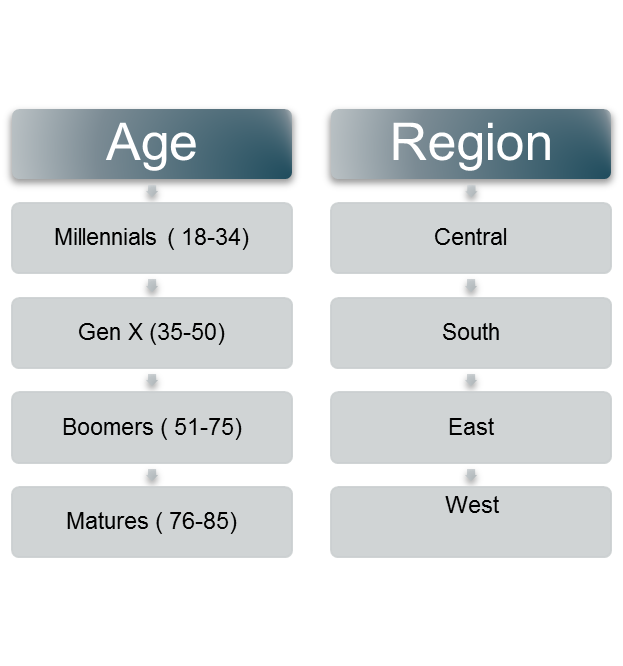 Age
Millennials ( 18-34)
Gen X (35-50)
Boomers ( 51-75)
Matures ( 76-85)
Region
Central
South
East
West